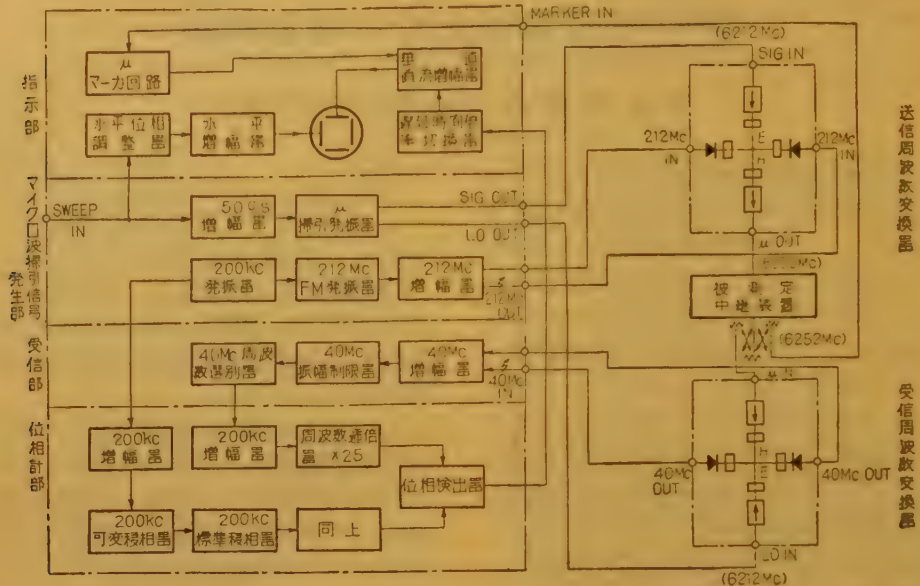 MARKER IN
(6212Mc)
SIG IN
指示部
μ
マーカ回路
垂直
直流増幅器
水平位相
調整器
水平
増幅器
212Mc
IN
212Mc
IN
送信周波数変換器
マイクロ波掃引信号
発生部
SWEEP
IN
50c/s
増幅器
μ
掃引発振器
SIG OUT
LO OUT
μ OUT
200kc
発振器
212Mc
FM発振器
212Mc
増幅器
212Mc
OUT
被測定
中地装置
(6252Mc)
受信部
40Mc周波
数選別器
40Mc
振幅制限器
40Mc
増幅器
40Mc
IN
μ IN
位相計部
200kc
増幅器
200kc
増幅器
周波数逓倍
器 ×25
位相検出器
40Mc
OUT
40Mc OUT
受信周波数変換器
200kc
可変移相器
200kc
標準移相器
同上
LO IN
(6212Mc)